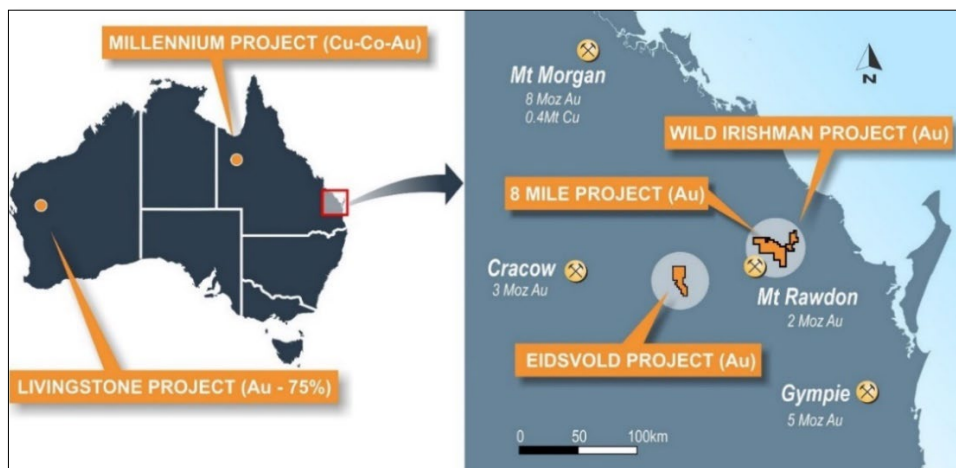 MILLENNIUM PROJECT (Cu-Co-Au)
LIVINGSTONE PROJECT (Au - 75%)
Mt Morgan
8 Moz Au
0.4Mt Cu
N
WILD IRISHMAN PROJECT (Au)
8 MILE PROJECT (Au)
Cracow
3 Moz Au
Mt Rawdon
2 Moz Au
EIDSVOLD PROJECT (Au)
Gympie
5 Moz Au
0 50 100km